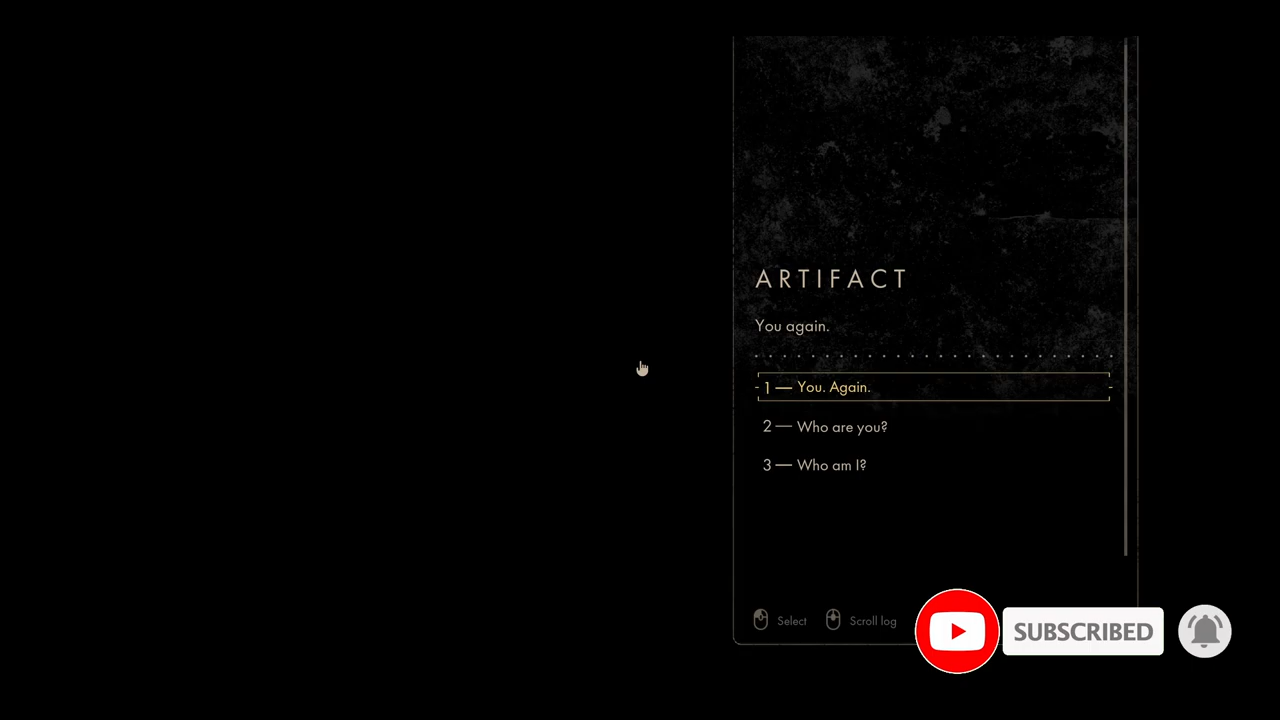 ARTIFACT
You again.
1 — You. Again.
2 — Who are you?
3 — Who am I?
Select Scroll log
SUBSCRIBED